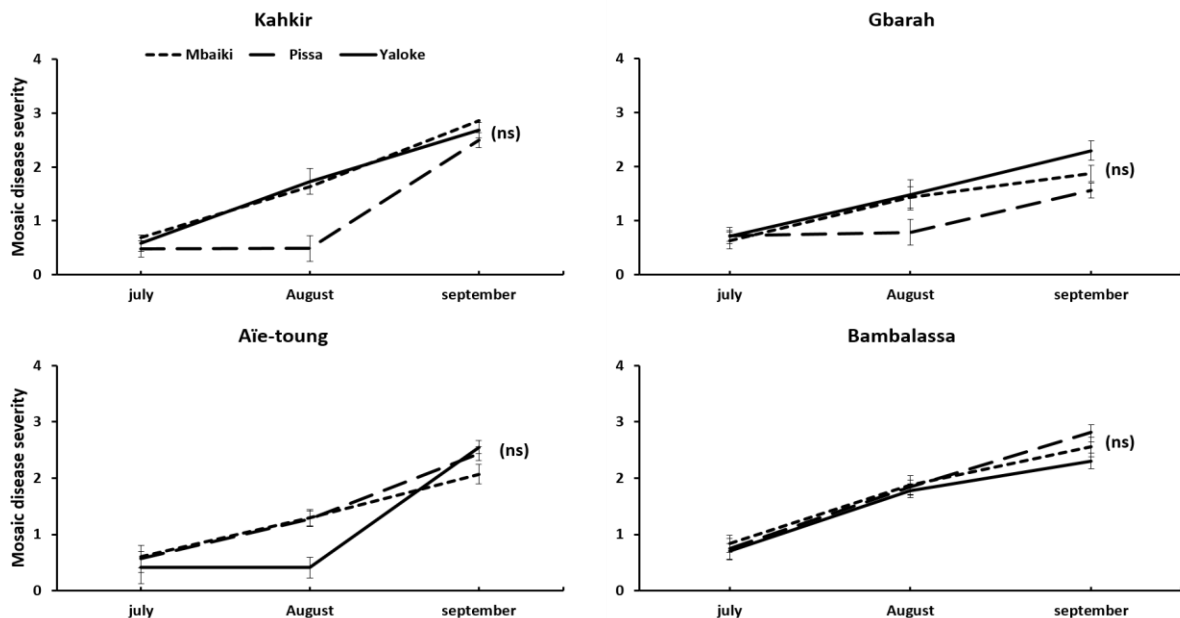 Kahkir
Mbaiki Pissa Yaloke
Mosaic disease severity
4
3
2
1
0
(ns)
july August september
Gbarah
4
3
2
1
0
(ns)
july August september
Aïe-toung
Mosaic disease severity
4
3
2
1
0
(ns)
july August september
Bambalassa
4
3
2
1
0
(ns)
july August september